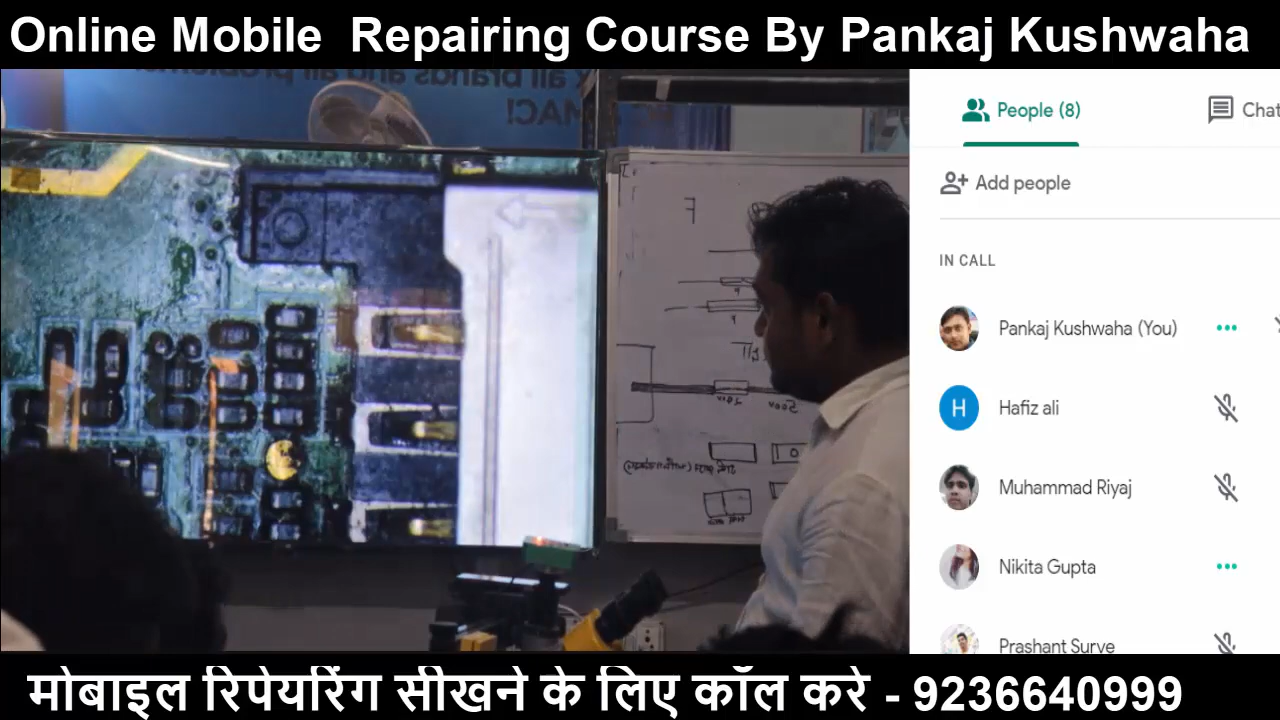 Online Mobile Repairing Course By Pankaj Kushwaha
People (8)
Chat
Add people
IN CALL
Pankaj Kushwaha (You)
Hafiz ali
Muhammad Riyaj
Nikita Gupta
Prashant Surve
मोबाइल रिपेयरिंग सीखने के लिए कॉल करे - 9236640999